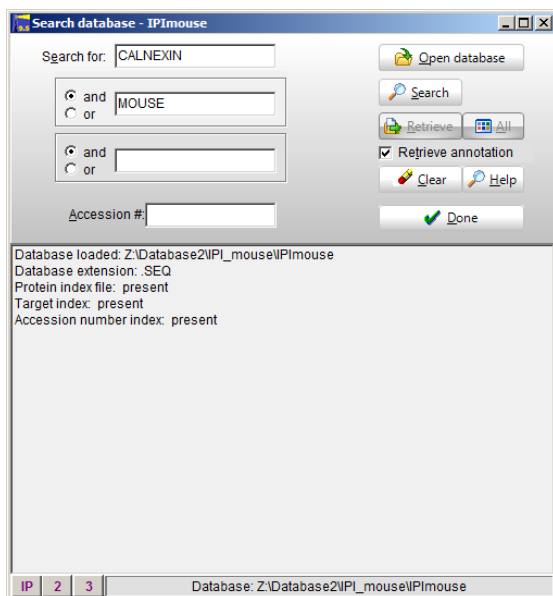 Search database - IPImouse
Search for: CALNEXIN
Open database
and
or
MOUSE
Search
Retrieve
All
and
or
Retrieve annotation
Clear
Help
Accession #:
Done
Database loaded: Z:\Database2\IPI_mouse\IPImouse
Database extension: .SEQ
Protein index file: present
Target index: present
Accession number index: present
IP 2 3 Database: Z:\Database2\IPI_mouse\IPImouse